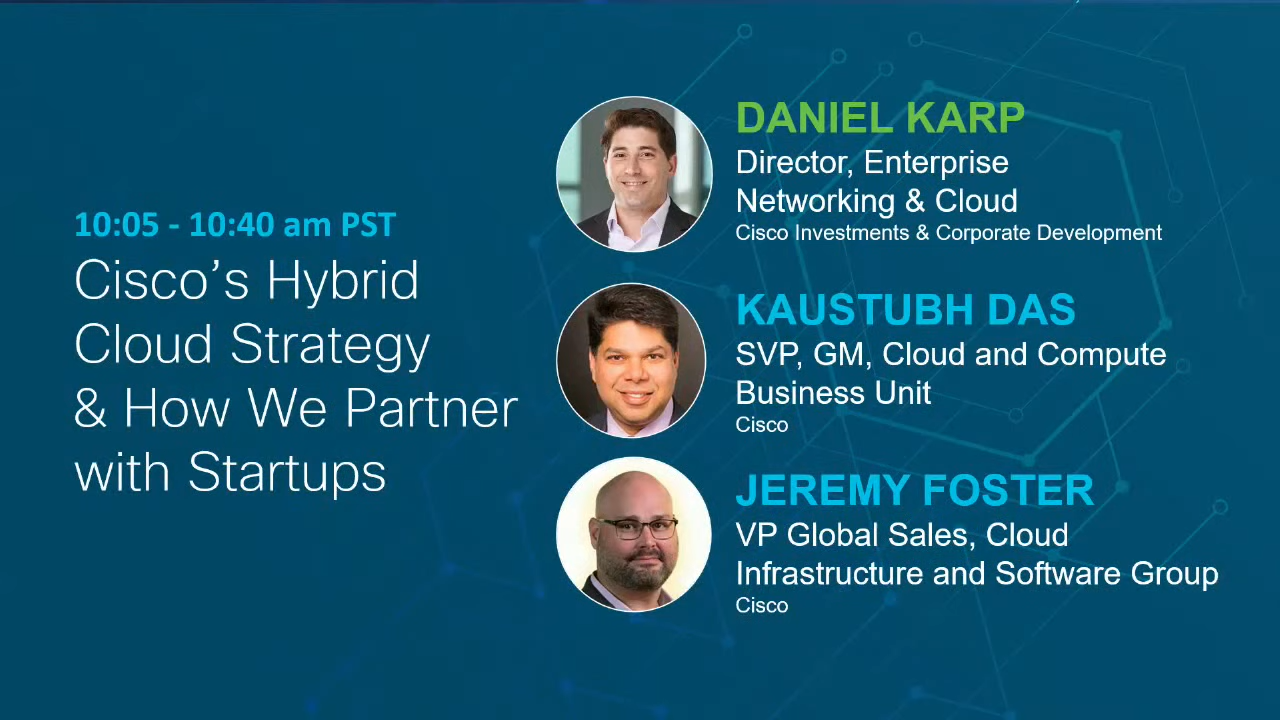 10:05 - 10:40 am PST
Cisco's Hybrid
Cloud Strategy
& How We Partner
with Startups
DANIEL KARP
Director, Enterprise
Networking & Cloud
Cisco Investments & Corporate Development
KAUSTUBH DAS
SVP, GM, Cloud and Compute
Business Unit
Cisco
JEREMY FOSTER
VP Global Sales, Cloud
Infrastructure and Software Group
Cisco